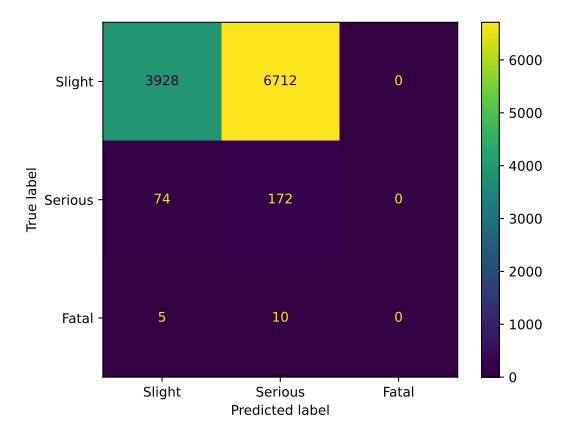 Slight 3928 6712 0
Serious 74 172 0
Fatal 5 10 0
Slight Serious Fatal
Predicted label
True label
6000
5000
4000
3000
2000
1000
0